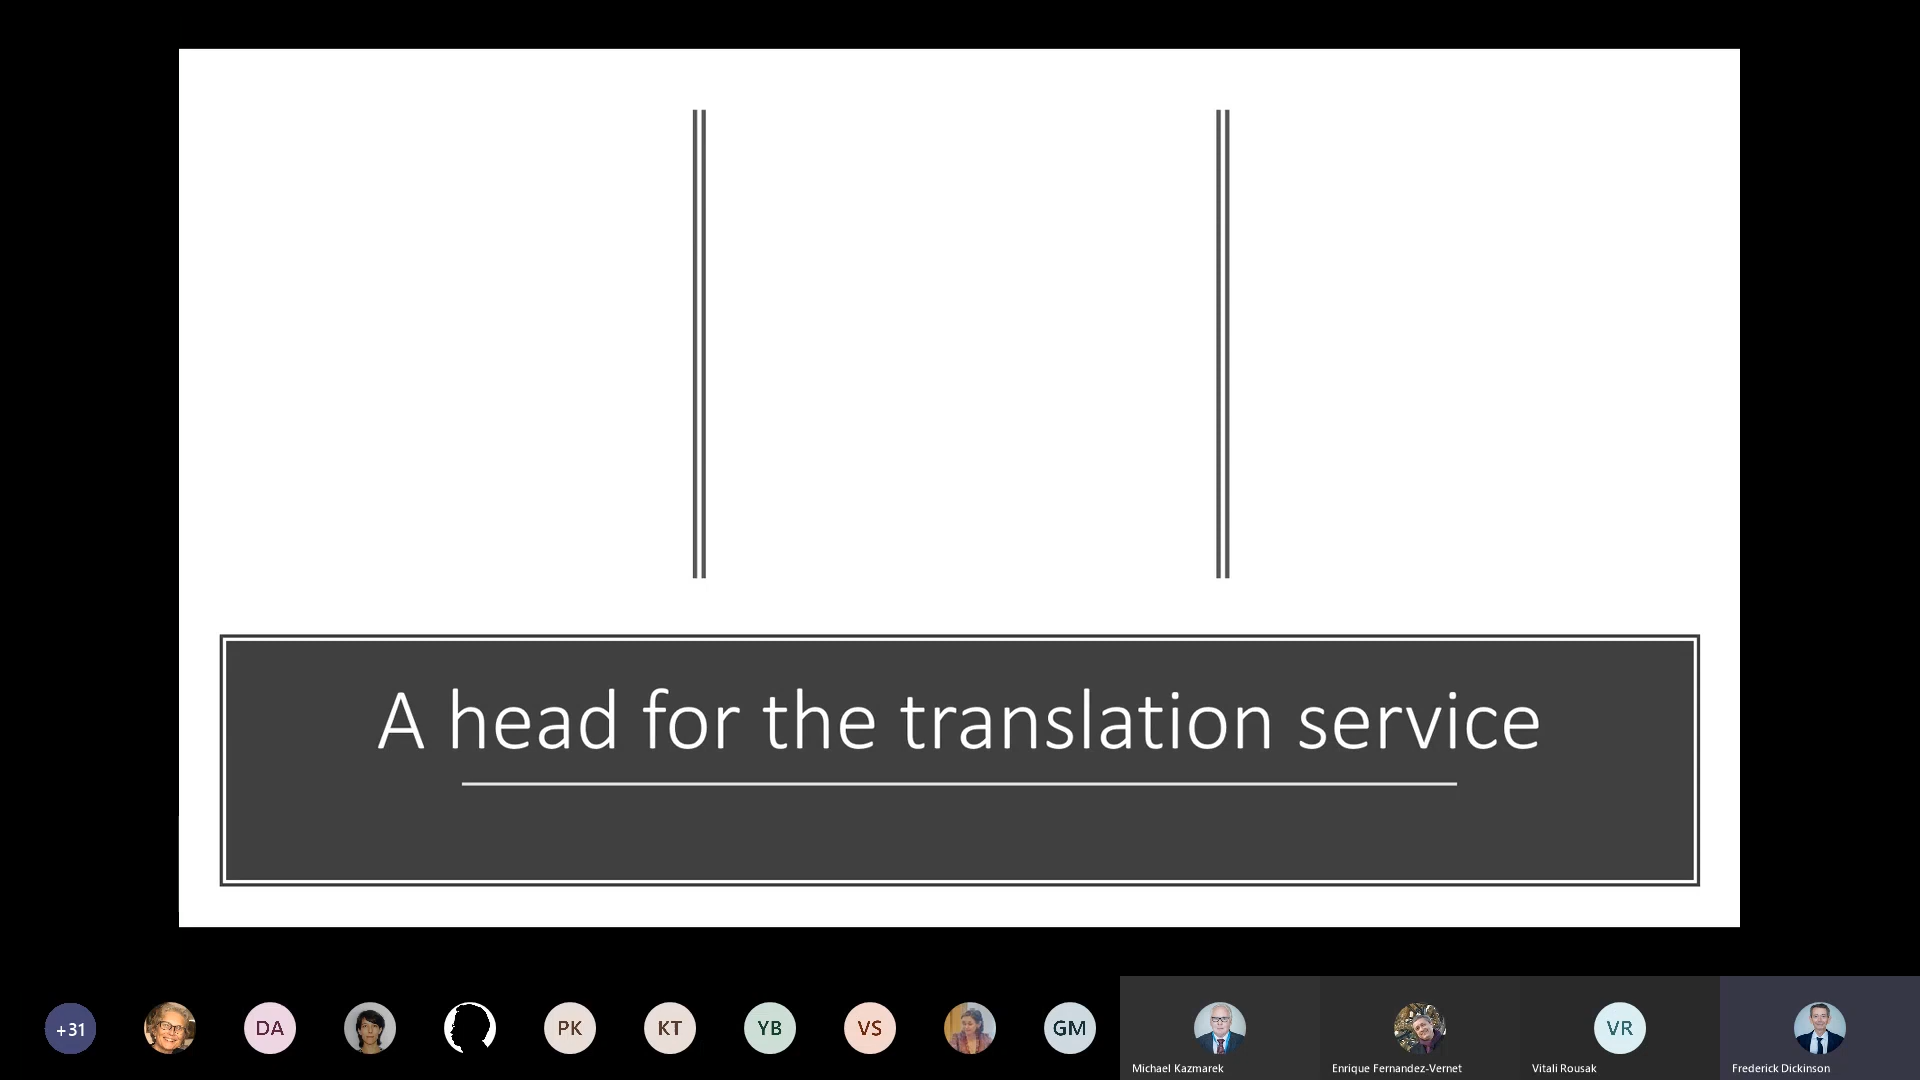 A head for the translation service
+31
DA
PK
KT
YB
VS
GM
VR
Michael Kazmarek
Enrique Fernandez-Vernet
Vitali Rousak
Frederick Dickinson